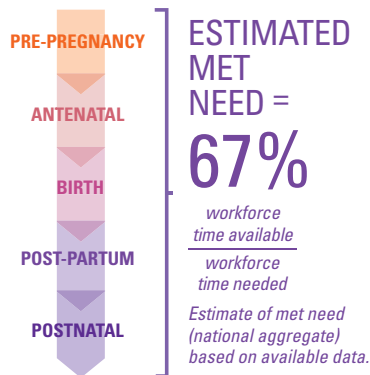 PRE-PREGNANCY
ANTENATAL
BIRTH
POST-PARTUM
POSTNATAL
ESTIMATED
MET
NEED =
67%
workforce
time available
workforce
time needed
Estimate of met need
(national aggregate)
based on available data.